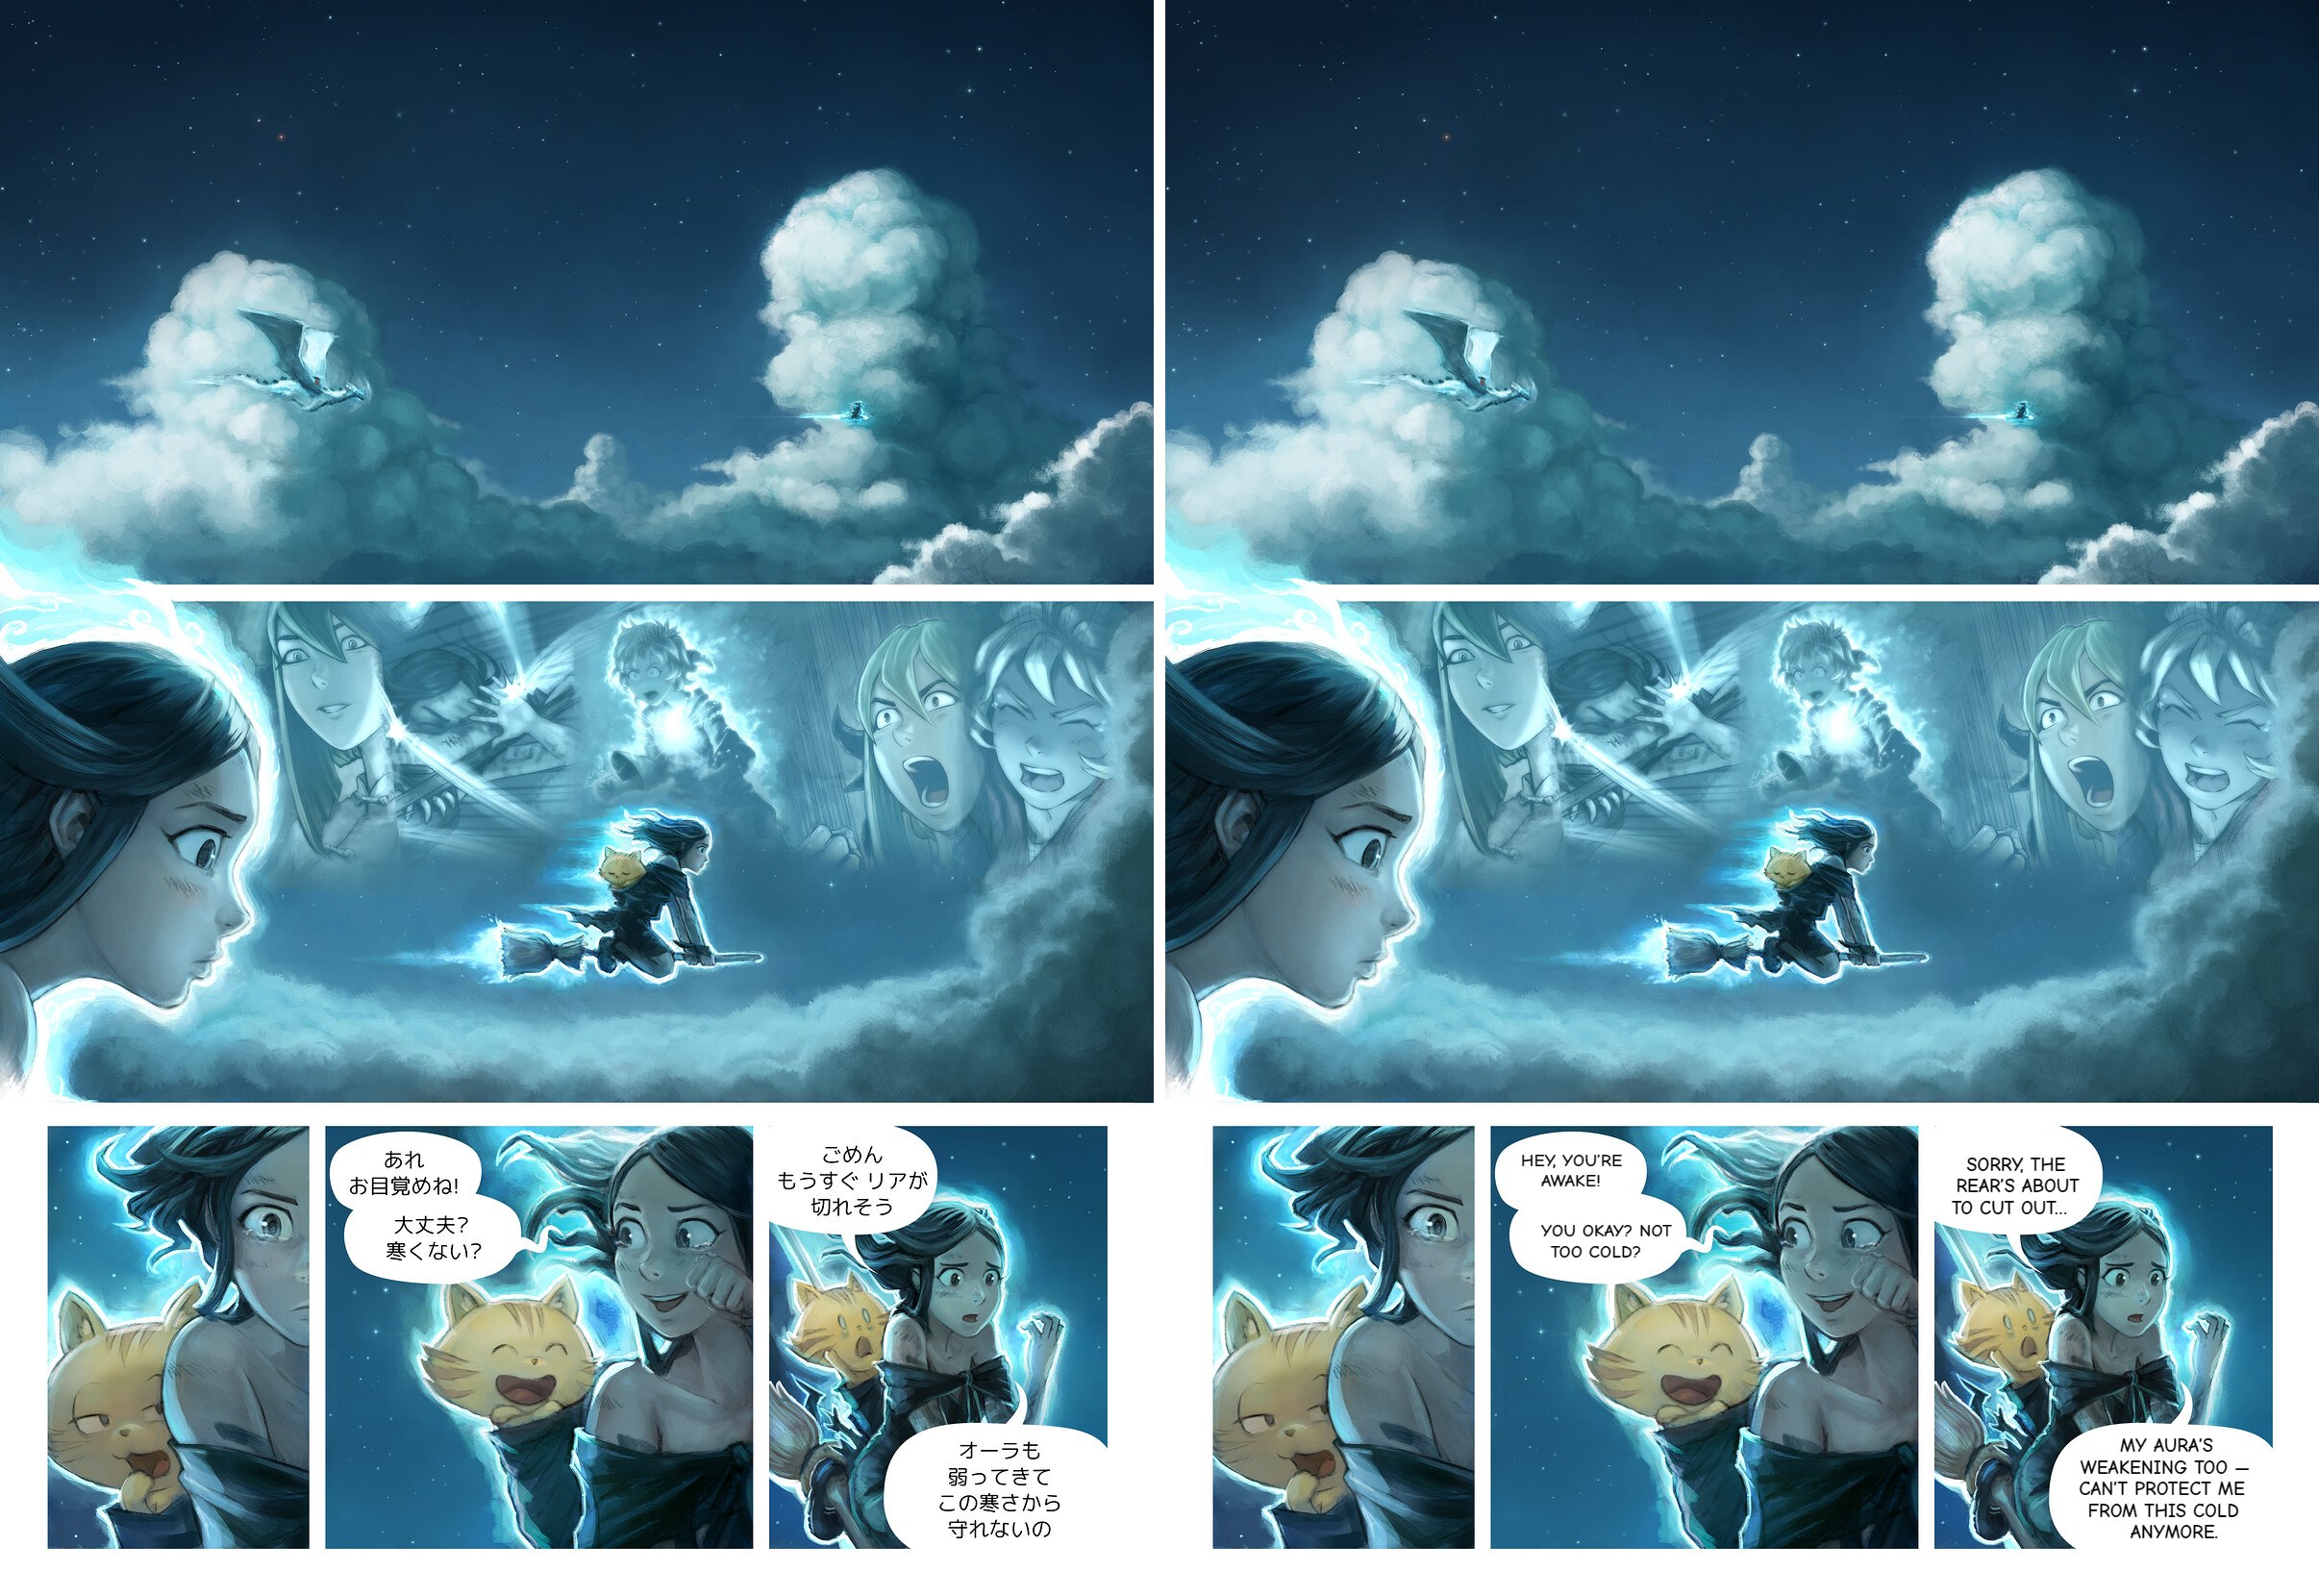 あれ
お目覚めね!
大丈夫?
寒くない?
ごめん
もうすぐ リアが
切れそう
オーラも
弱ってきて
この寒さから
守れないの
HEY, YOU'RE
AWAKE!
YOU OKAY? NOT
TOO COLD?
SORRY, THE
REAR'S ABOUT
TO CUT OUT...
MY AURA'S
WEAKENING TOO –
CAN'T PROTECT ME
FROM THIS COLD
ANYMORE.